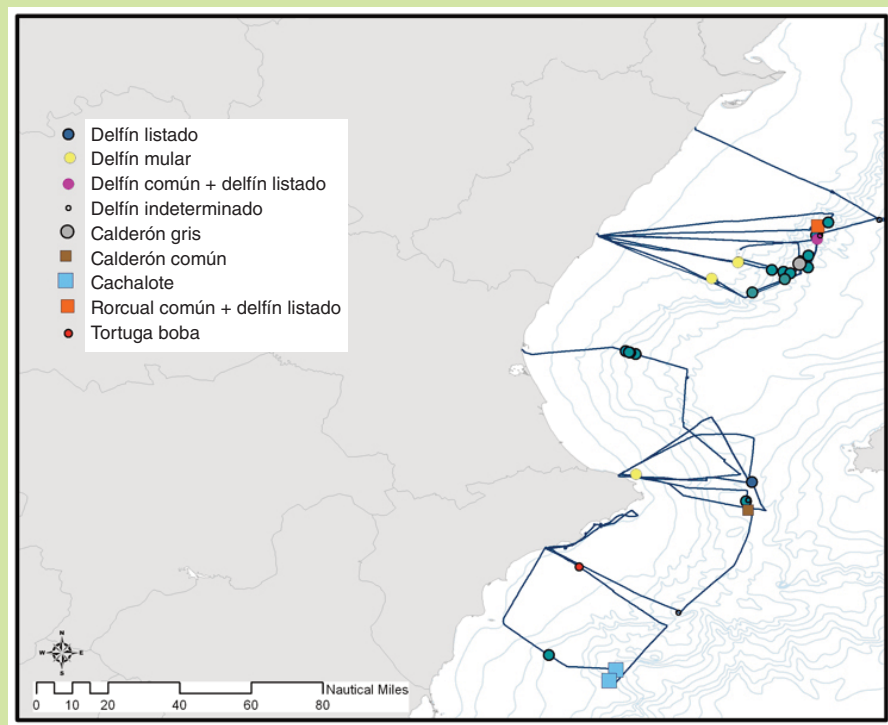 Delfín listado
Delfín mular
Delfín común + delfín listado
Delfín indeterminado
Calderón gris
Calderón común
Cachalote
Rorcual común + delfín listado
Tortuga boba
N
W E
S
Nautical Miles
0 10 20 40 60 80